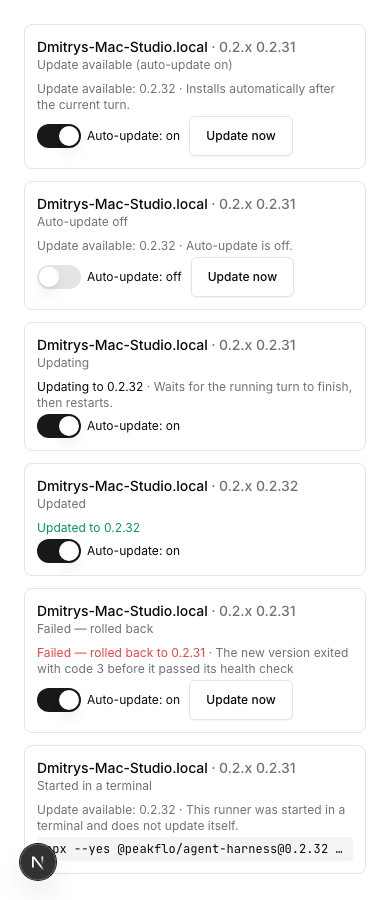 Dmitrys-Mac-Studio.local · 0.2.x 0.2.31
Update available (auto-update on)
Update available: 0.2.32 · Installs automatically after
the current turn.
Auto-update: on Update now
Dmitrys-Mac-Studio.local · 0.2.x 0.2.31
Auto-update off
Update available: 0.2.32 · Auto-update is off.
Auto-update: off Update now
Dmitrys-Mac-Studio.local · 0.2.x 0.2.31
Updating
Updating to 0.2.32 · Waits for the running turn to finish,
then restarts.
Auto-update: on
Dmitrys-Mac-Studio.local · 0.2.x 0.2.32
Updated
Updated to 0.2.32
Auto-update: on
Dmitrys-Mac-Studio.local · 0.2.x 0.2.31
Failed — rolled back
Failed — rolled back to 0.2.31 · The new version exited
with code 3 before it passed its health check
Auto-update: on Update now
Dmitrys-Mac-Studio.local · 0.2.x 0.2.31
Started in a terminal
Update available: 0.2.32 · This runner was started in a
terminal and does not update itself.
--yes @peakflo/agent-harness@0.2.32 …
N